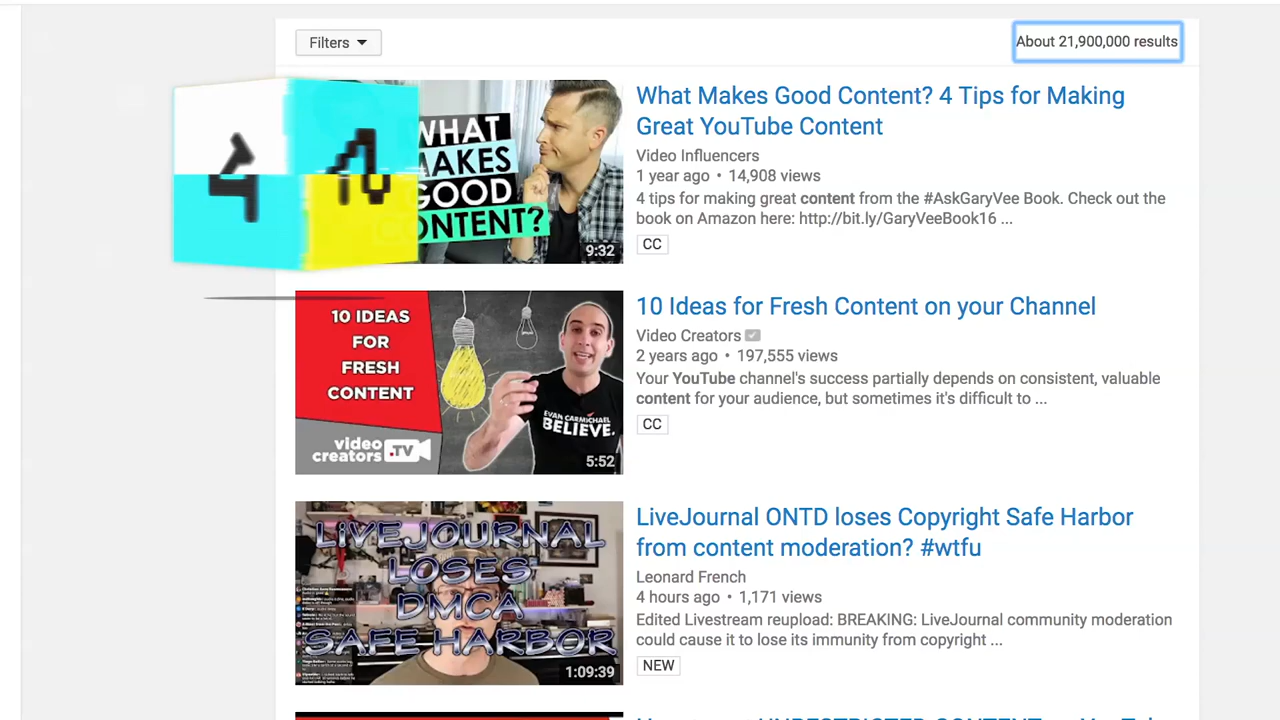 Filters
About 21,900,000 results
4
WHAT
MAKES
GOOD
CONTENT?
9:32
What Makes Good Content? 4 Tips for Making
Great YouTube Content
Video Influencers
1 year ago • 14,908 views
4 tips for making great content from the #AskGaryVee Book. Check out the
book on Amazon here: http://bit.ly/GaryVeeBook16 ...
CC
10 IDEAS
FOR
FRESH
CONTENT
video
creators .TV
EVAN CARMICHAEL
BELIEVE.
5:52
10 Ideas for Fresh Content on your Channel
Video Creators
2 years ago • 197,555 views
Your YouTube channel's success partially depends on consistent, valuable
content for your audience, but sometimes it's difficult to ...
CC
LIVEJOURNAL
LOSES
DMCA
SAFE HARBOR
1:09:39
LiveJournal ONTD loses Copyright Safe Harbor
from content moderation? #wtfu
Leonard French
4 hours ago • 1,171 views
Edited Livestream reupload: BREAKING: LiveJournal community moderation
could cause it to lose its immunity from copyright ...
NEW